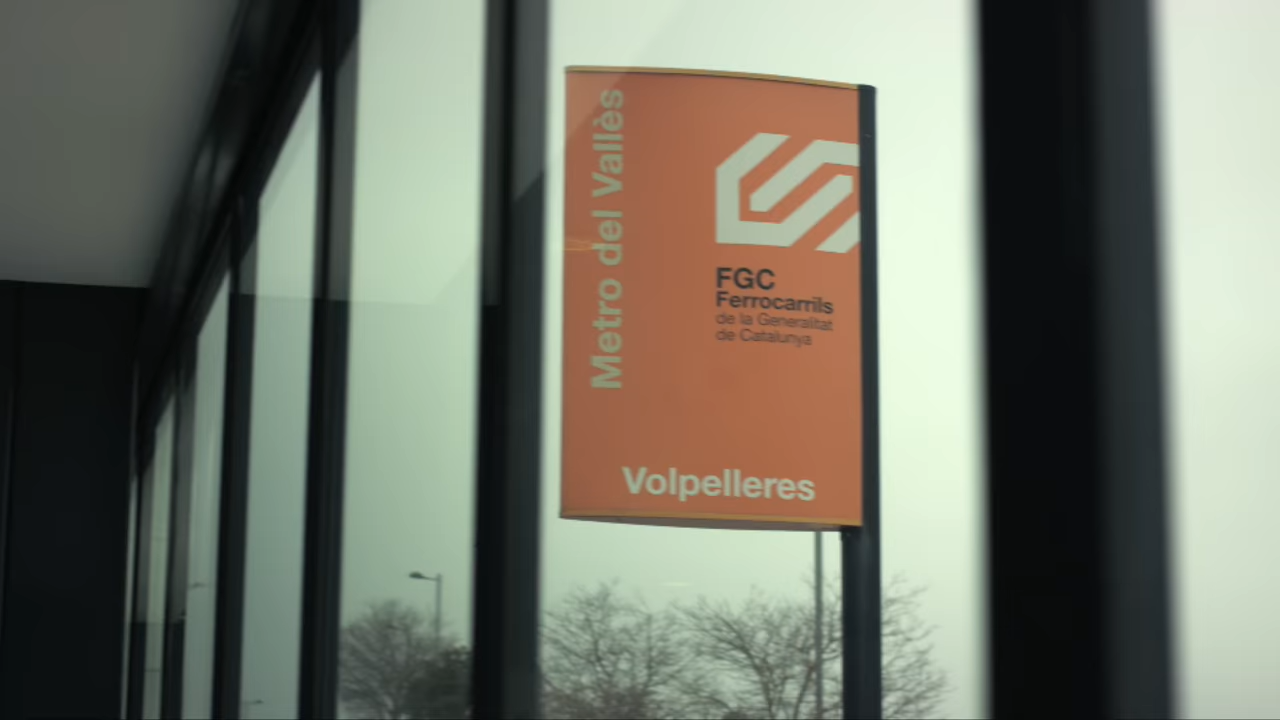 Metro del Vallès
FGC
Ferrocarrils
de la Generalitat
de Catalunya
Volpelleres